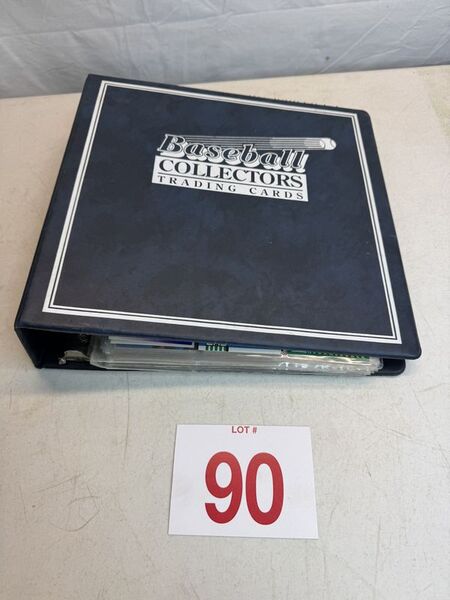 Baseball
COLLECTORS
TRADING CARDS
LOT #
90